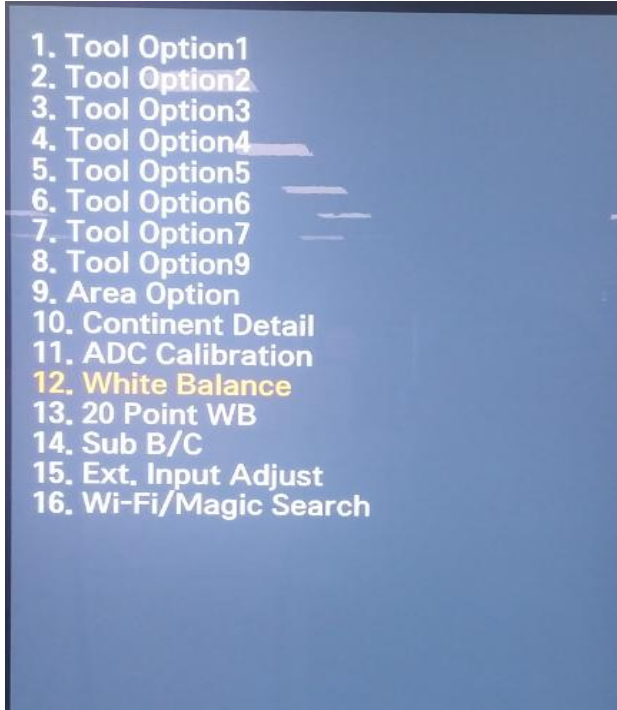 1. Tool Option1
2. Tool Option2
3. Tool Option3
4. Tool Option4
5. Tool Option5
6. Tool Option6
7. Tool Option7
8. Tool Option9
9. Area Option
10. Continent Detail
11. ADC Calibration
12. White Balance
13. 20 Point WB
14. Sub B/C
15. Ext. Input Adjust
16. Wi-Fi/Magic Search